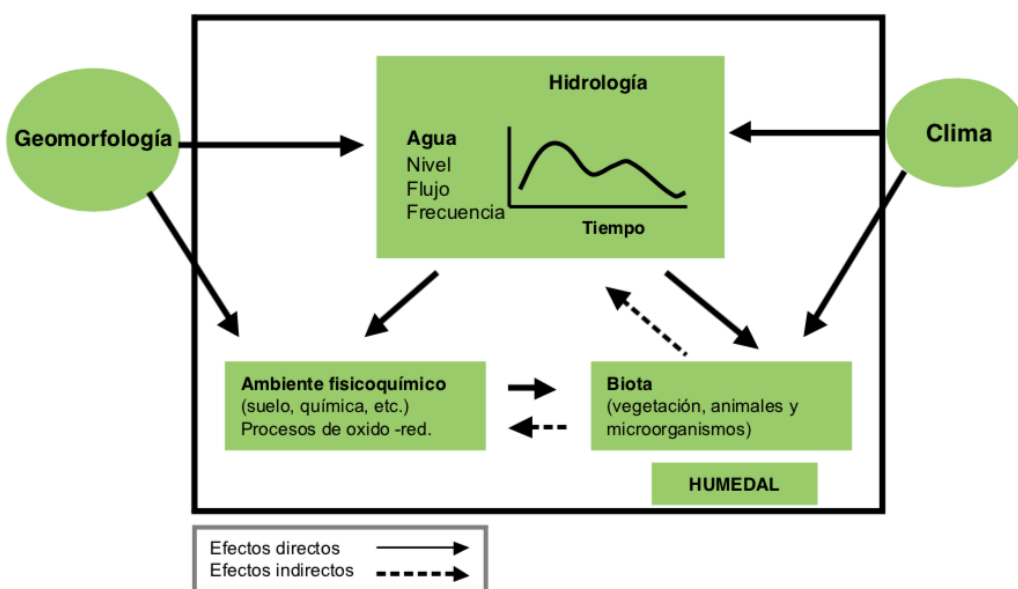 Hidrología
Geomorfología
Clima
Agua
Nivel
Flujo
Frecuencia
Tiempo
Ambiente fisicoquímico
(suelo, química, etc.)
Procesos de oxido -red.
Biota
(vegetación, animales y
microorganismos)
HUMEDAL
Efectos directos
Efectos indirectos